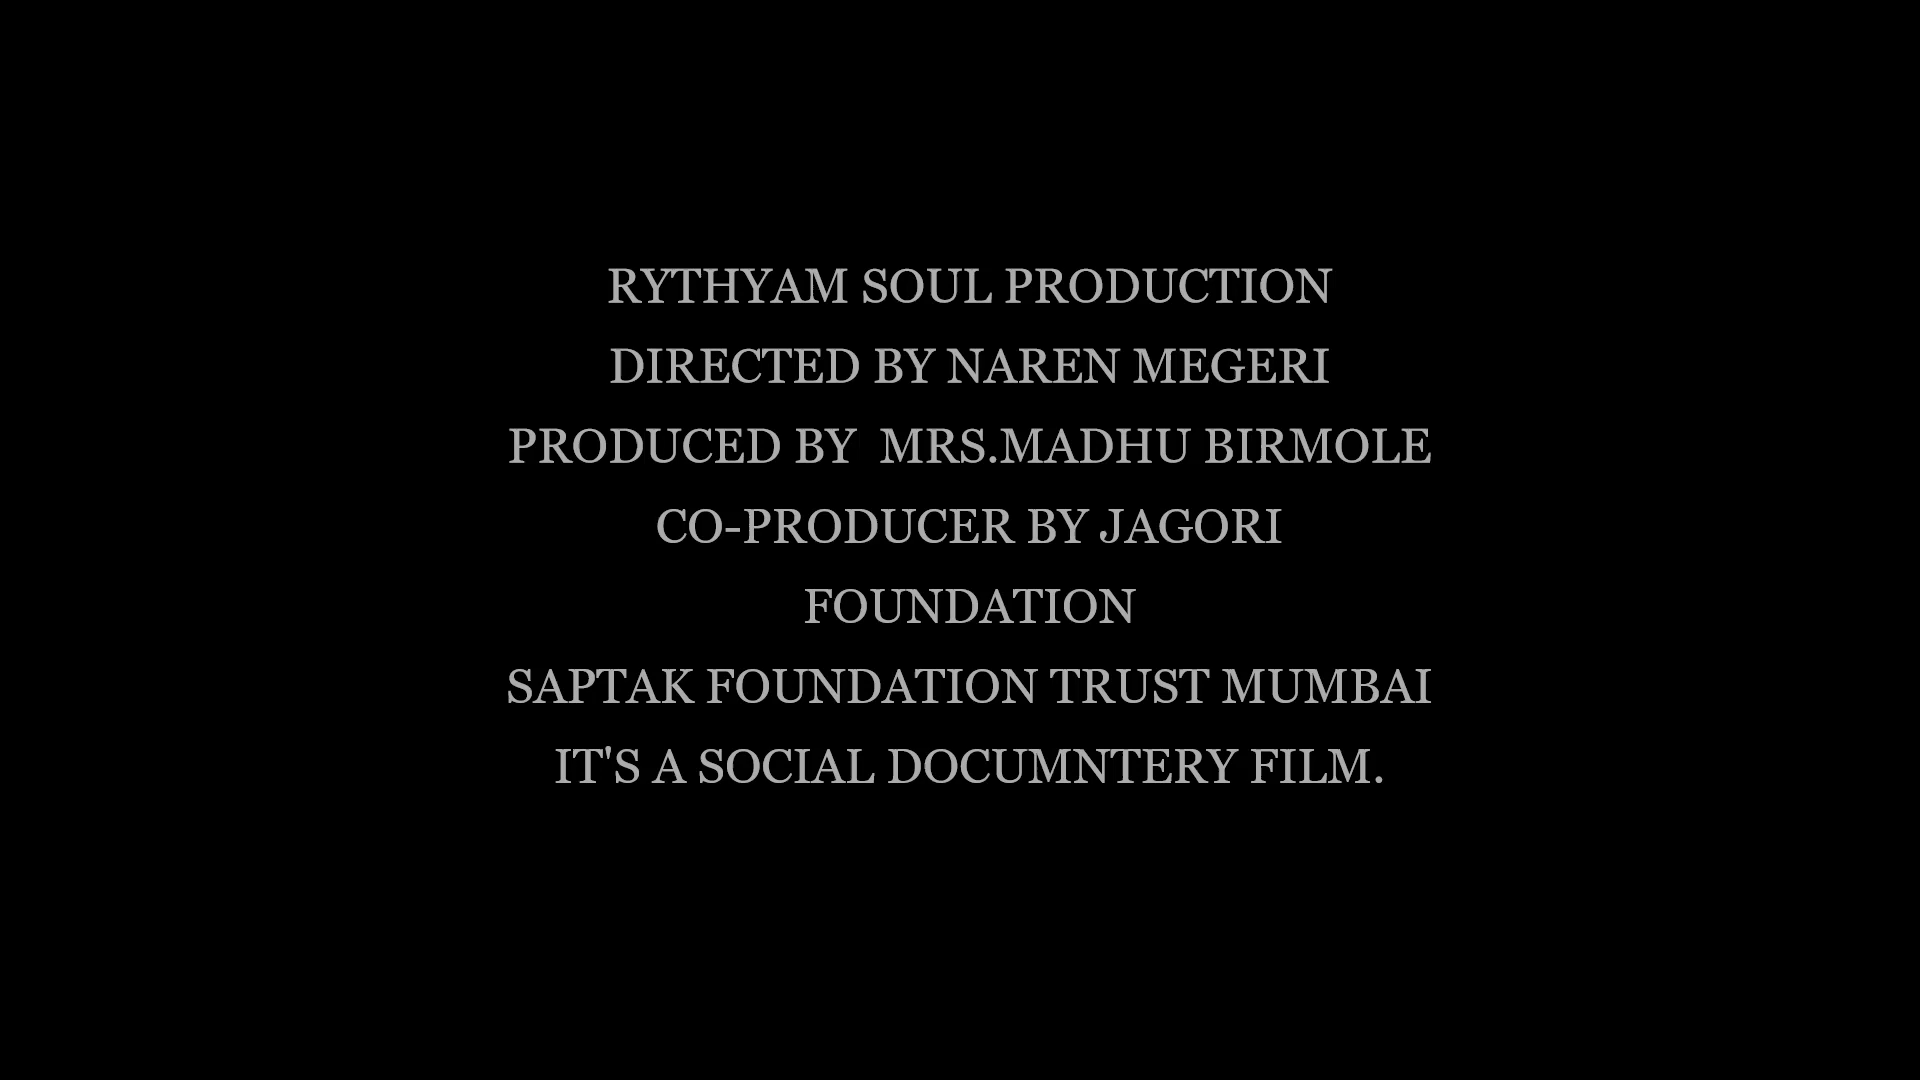 RYTHYAM SOUL PRODUCTION
DIRECTED BY NAREN MEGERI
PRODUCED BY  MRS.MADHU BIRMOLE
CO-PRODUCER BY JAGORI
FOUNDATION
SAPTAK FOUNDATION TRUST MUMBAI
IT'S A SOCIAL DOCUMNTERY FILM.